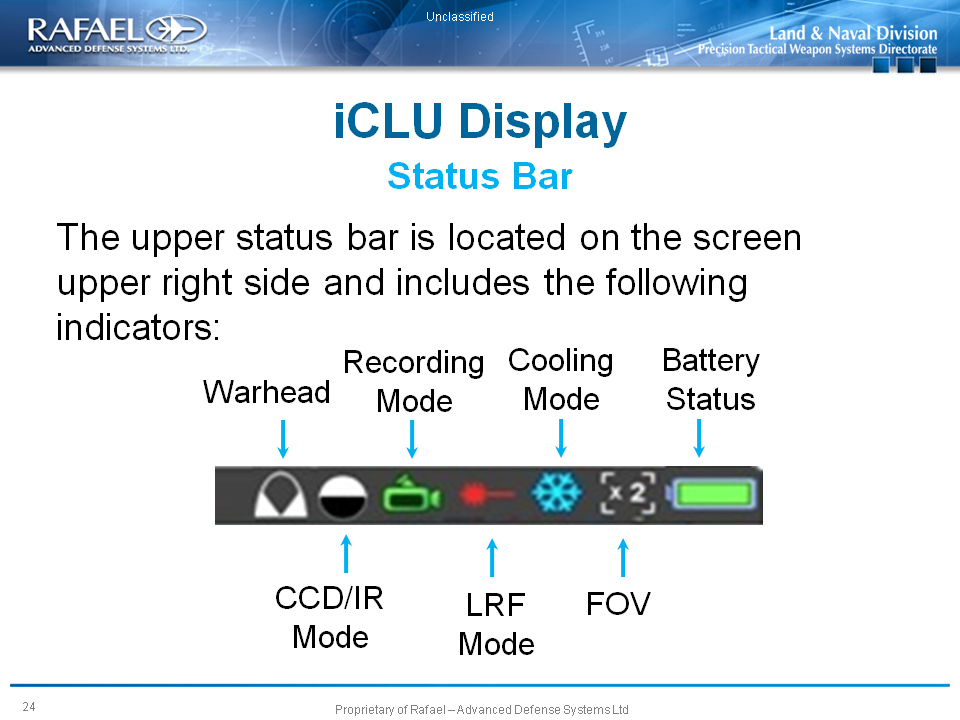 Unclassified
RAFAEL
ADVANCED DEFENSE SYSTEMS LTD.
Land & Naval Division
Precision Tactical Weapon Systems Directorate
iCLU Display
Status Bar
The upper status bar is located on the screen
upper right side and includes the following
indicators:
Warhead
Recording
Mode
Cooling
Mode
Battery
Status
x 2
CCD/IR
Mode
LRF
Mode
FOV
24
Proprietary of Rafael – Advanced Defense Systems Ltd